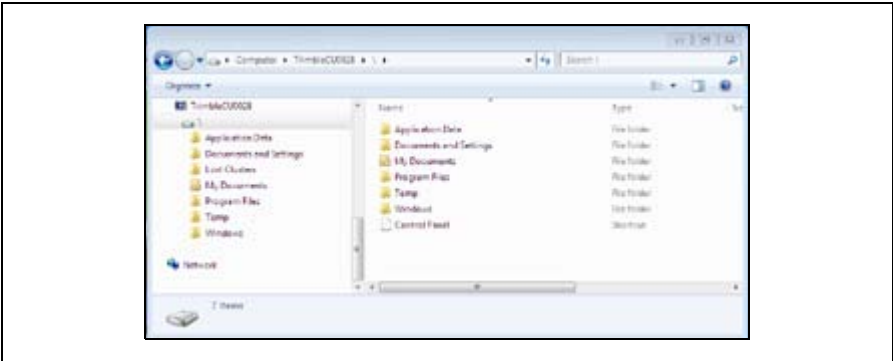 Computer ▸ TrimbleCU0028 ▸ \ ▸
Search \
Organize
TrimbleCU0028
\
Application Data
Documents and Settings
Lost Clusters
My Documents
Program Files
Temp
Windows
Network
Name
Type
Application Data
File folder
Documents and Settings
File folder
My Documents
File folder
Program Files
File folder
Temp
File folder
Windows
File folder
Control Panel
Shortcut
7 items